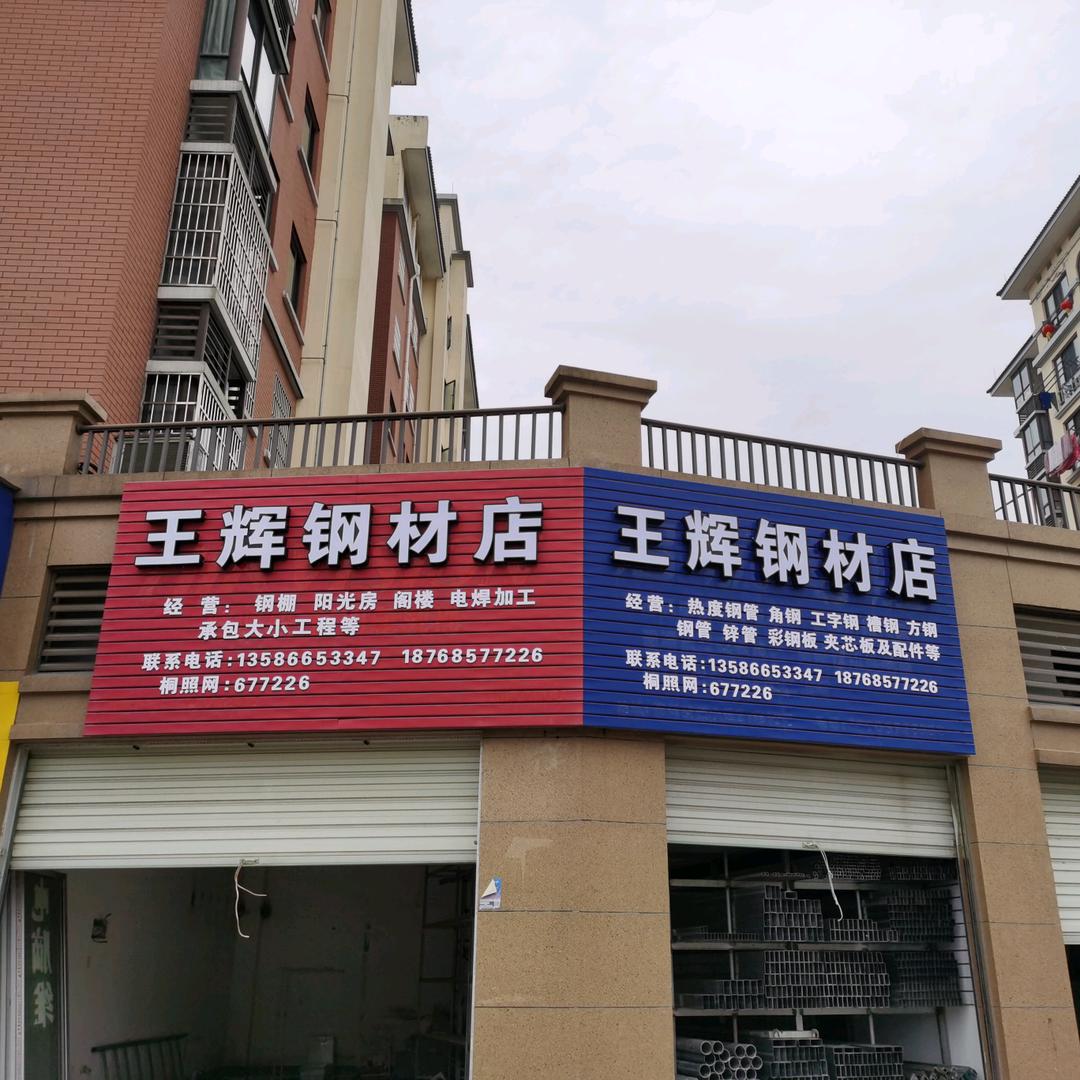 王辉钢材店
经 营： 钢棚 阳光房 阁楼 电焊加工
承包大小工程等
联系电话:13586653347 18768577226
桐照网:677226
王辉钢材店
经营： 热度钢管 角钢 工字钢 槽钢 方钢
钢管 锌管 彩钢板 夹芯板及配件等
联系电话:13586653347 18768577226
桐照网:677226
电脑维